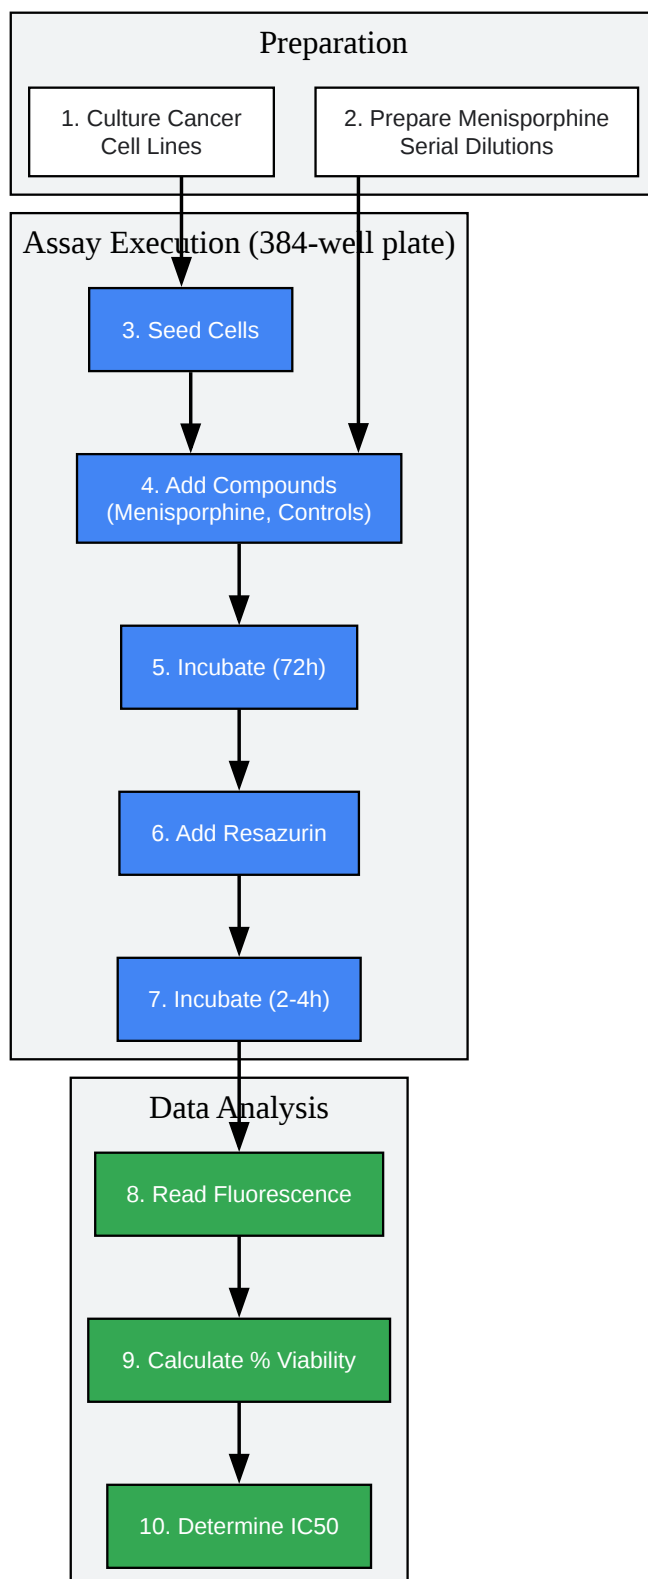 Preparation
1. Culture Cancer
Cell Lines
2. Prepare Menisporphine
Serial Dilutions
Assay Execution (384-well plate)
3. Seed Cells
4. Add Compounds
(Menisporphine, Controls)
5. Incubate (72h)
6. Add Resazurin
7. Incubate (2-4h)
Data Analysis
8. Read Fluorescence
9. Calculate % Viability
10. Determine IC50